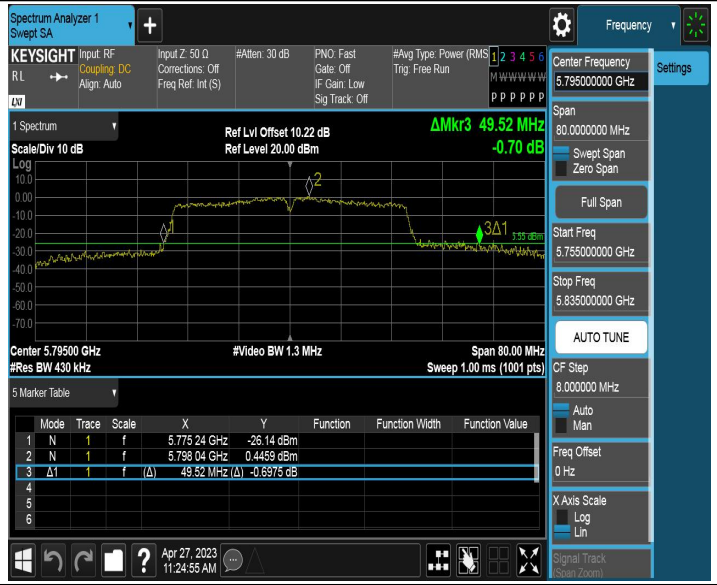 Spectrum Analyzer 1
Swept SA
Frequency
KEYSIGHT
RL
LXI
Input: RF
Coupling: DC
Align: Auto
Input Z: 50 Ω
Corrections: Off
Freq Ref: Int (S)
#Atten: 30 dB
PNO: Fast
Gate: Off
IF Gain: Low
Sig Track: Off
#Avg Type: Power (RMS
Trig: Free Run
1 2 3 4 5 6
M W W W W W
P P P P P P
1 Spectrum
Scale/Div 10 dB
Ref Lvl Offset 10.22 dB
Ref Level 20.00 dBm
ΔMkr3 49.52 MHz
-0.70 dB
Log
10.0
0.00
-10.0
-20.0
-30.0
-40.0
-50.0
-60.0
-70.0
2
3Δ1
Center 5.79500 GHz
#Video BW 1.3 MHz
Span 80.00 MHz
#Res BW 430 kHz
Sweep 1.00 ms (1001 pts)
5 Marker Table
Mode Trace Scale X Y Function Function Width Function Value
1 N 1 f 5.775 24 GHz -26.14 dBm
2 N 1 f 5.798 04 GHz 0.4459 dBm
3 Δ1 1 f (Δ) 49.52 MHz (Δ) -0.6975 dB
4
5
6
Apr 27, 2023
11:24:55 AM
Center Frequency
5.795000000 GHz
Settings
Span
80.0000000 MHz
Swept Span
Zero Span
Full Span
Start Freq
5.755000000 GHz
Stop Freq
5.835000000 GHz
AUTO TUNE
CF Step
8.000000 MHz
Auto
Man
Freq Offset
0 Hz
X Axis Scale
Log
Lin
Signal Track
(Span Zoom)